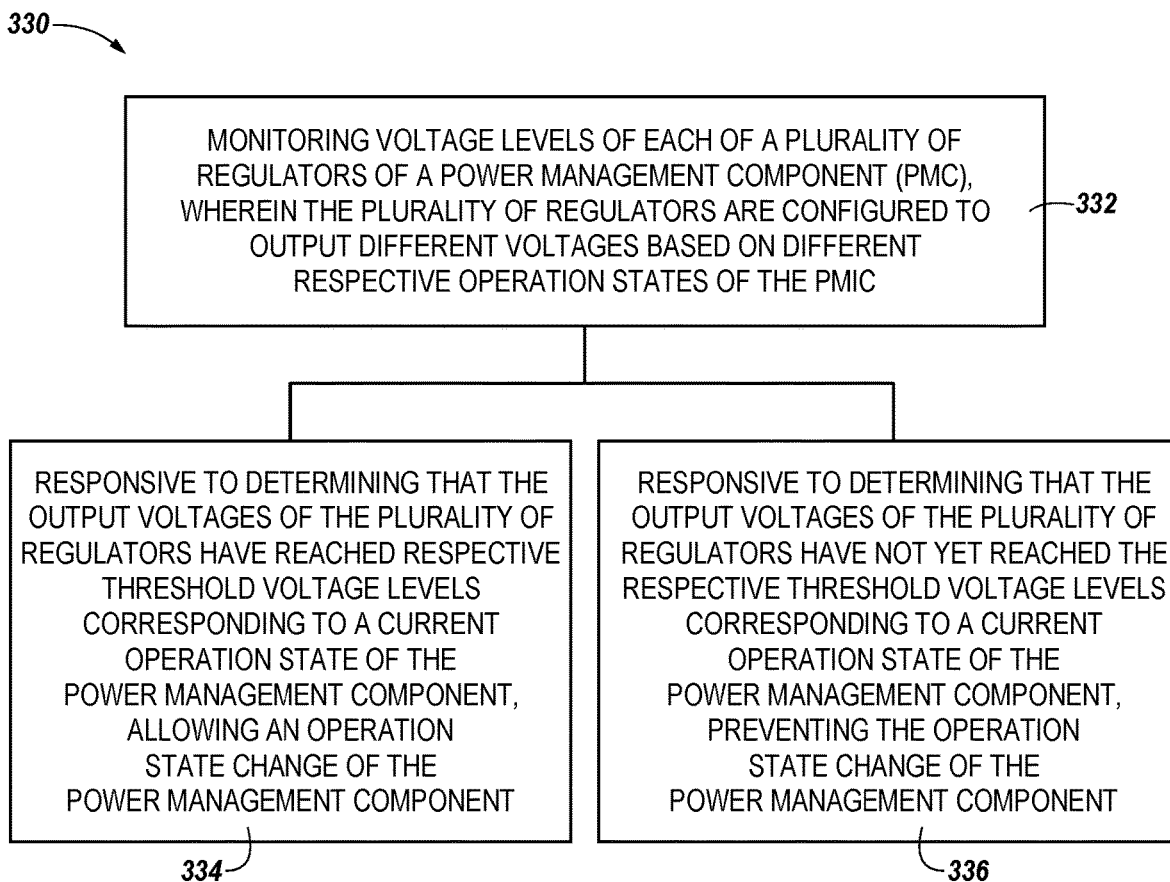 330
MONITORING VOLTAGE LEVELS OF EACH OF A PLURALITY OF
REGULATORS OF A POWER MANAGEMENT COMPONENT (PMC),
WHEREIN THE PLURALITY OF REGULATORS ARE CONFIGURED TO
OUTPUT DIFFERENT VOLTAGES BASED ON DIFFERENT
RESPECTIVE OPERATION STATES OF THE PMIC
332
RESPONSIVE TO DETERMINING THAT THE
OUTPUT VOLTAGES OF THE PLURALITY OF
REGULATORS HAVE REACHED RESPECTIVE
THRESHOLD VOLTAGE LEVELS
CORRESPONDING TO A CURRENT
OPERATION STATE OF THE
POWER MANAGEMENT COMPONENT,
ALLOWING AN OPERATION
STATE CHANGE OF THE
POWER MANAGEMENT COMPONENT
334
RESPONSIVE TO DETERMINING THAT THE
OUTPUT VOLTAGES OF THE PLURALITY OF
REGULATORS HAVE NOT YET REACHED THE
RESPECTIVE THRESHOLD VOLTAGE LEVELS
CORRESPONDING TO A CURRENT
OPERATION STATE OF THE
POWER MANAGEMENT COMPONENT,
PREVENTING THE OPERATION
STATE CHANGE OF THE
POWER MANAGEMENT COMPONENT
336